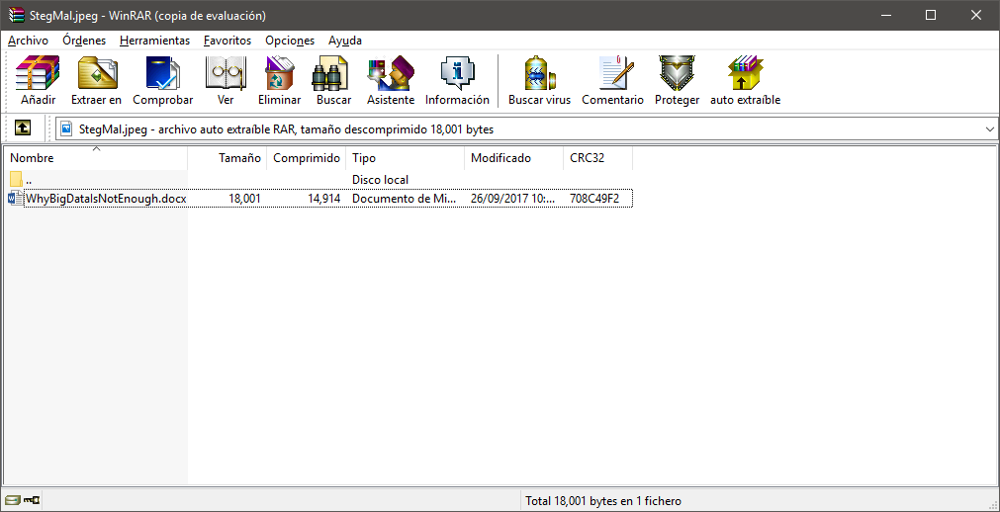 StegMal.jpeg - WinRAR (copia de evaluación)
Archivo Órdenes Herramientas Favoritos Opciones Ayuda
Añadir Extraer en Comprobar Ver Eliminar Buscar Asistente Información Buscar virus Comentario Proteger auto extraíble
StegMal.jpeg - archivo auto extraíble RAR, tamaño descomprimido 18,001 bytes
Nombre Tamaño Comprimido Tipo Modificado CRC32
.. Disco local
WhyBigDataIsNotEnough.docx 18,001 14,914 Documento de Mi... 26/09/2017 10:... 708C49F2
Total 18,001 bytes en 1 fichero